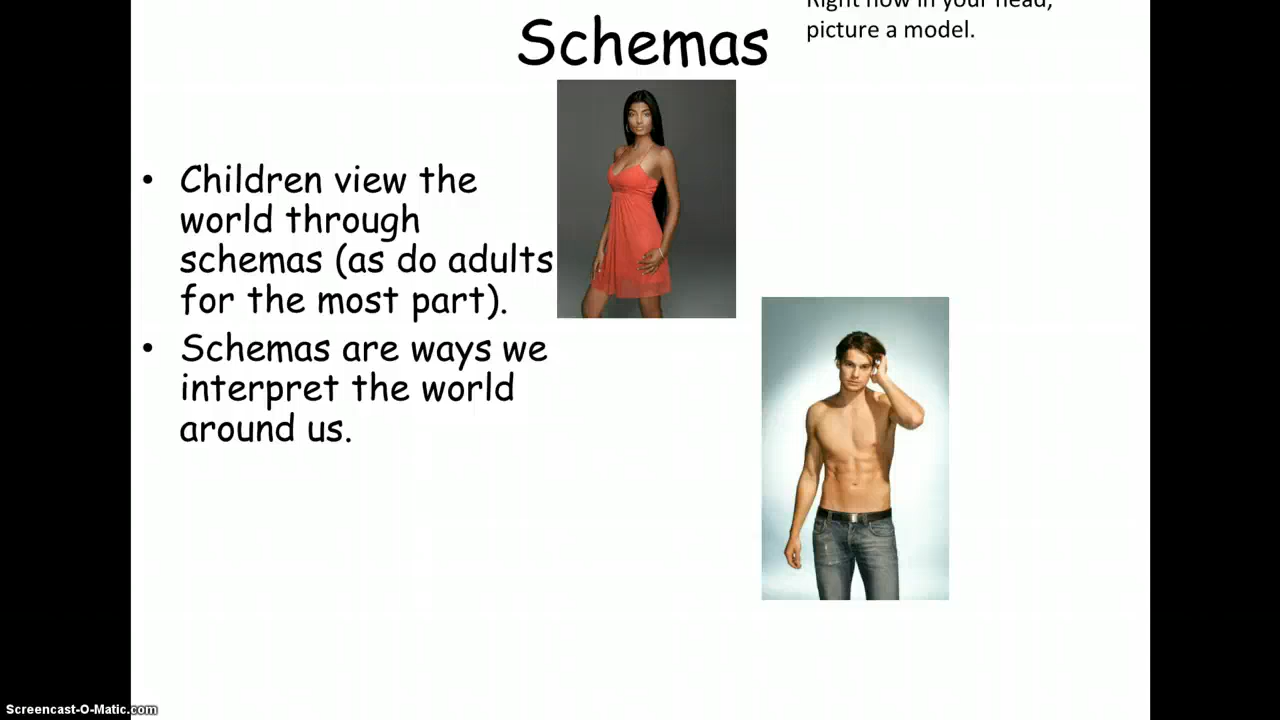 Right now in your head,
picture a model.
Schemas
• Children view the
world through
schemas (as do adults
for the most part).
• Schemas are ways we
interpret the world
around us.
Screencast-O-Matic.com